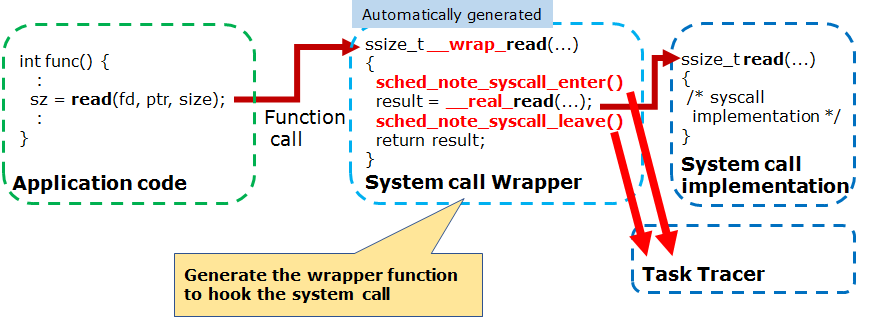 Automatically generated
int func() {
:
sz = read(fd, ptr, size);
:
}
Application code
Function
call
ssize_t __wrap_read(...)
{
sched_note_syscall_enter()
result = __real_read(...);
sched_note_syscall_leave()
return result;
}
System call Wrapper
ssize_t read(...)
{
/* syscall
implementation */
}
System call
implementation
Task Tracer
Generate the wrapper function
to hook the system call